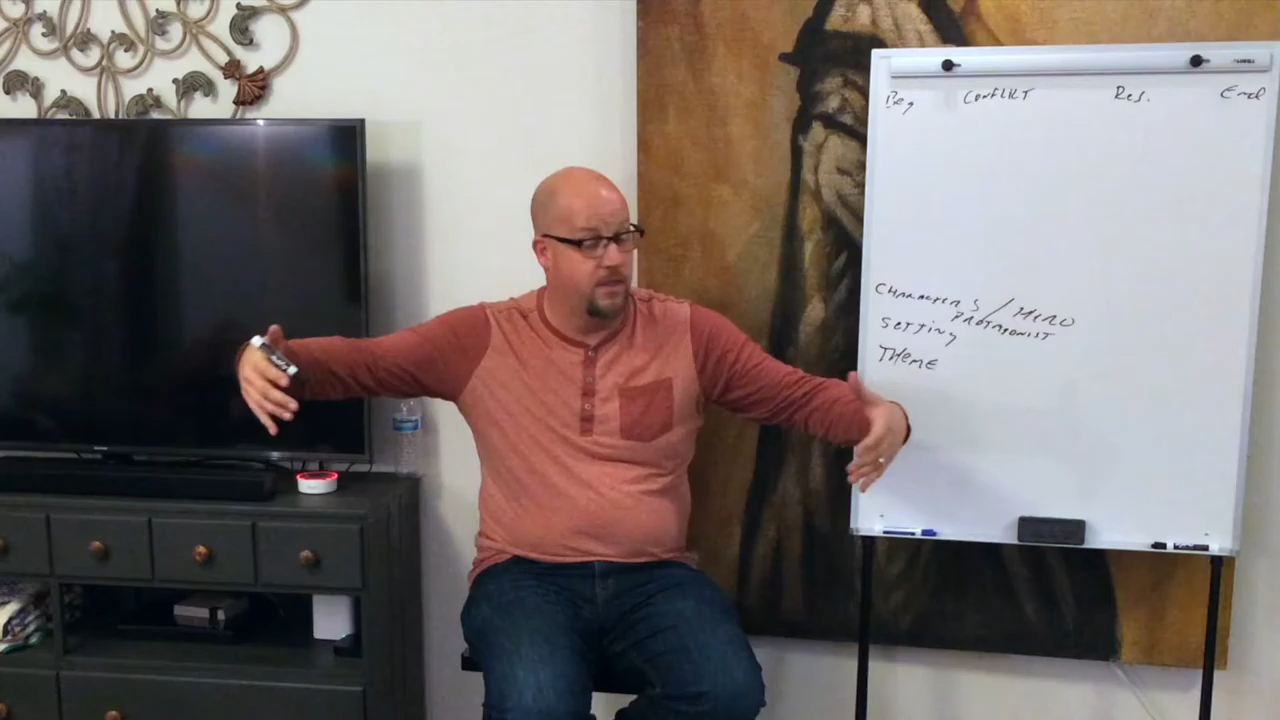 Beg Conflict Res. End
CHARACTERS / HERO
PROTAGONIST
SETTING
THEME